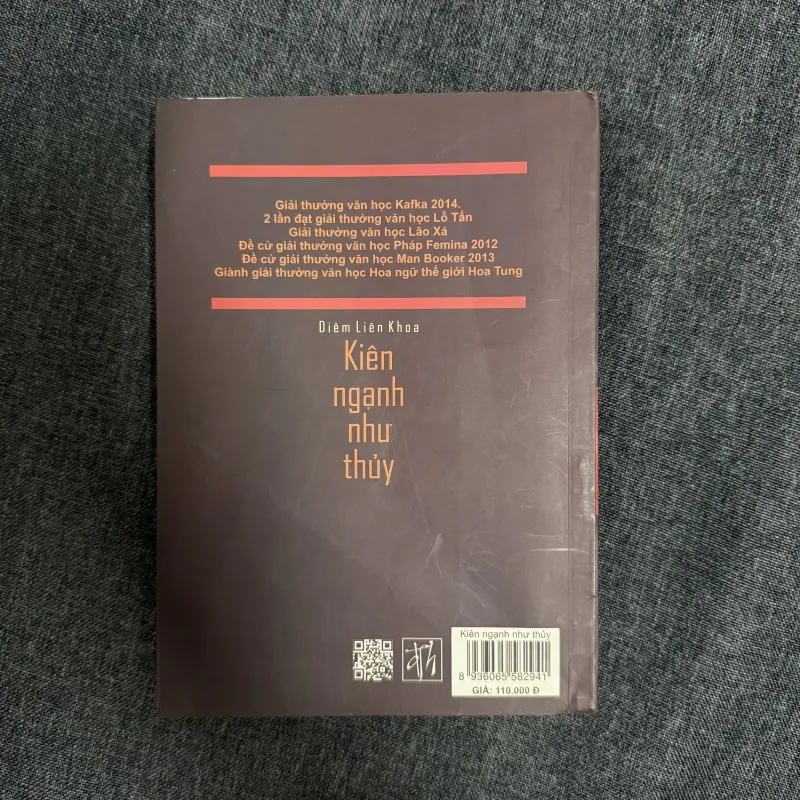 Giải thưởng văn học Kafka 2014.
2 lần đạt giải thưởng văn học Lỗ Tấn
Giải thưởng văn học Lão Xá
Đề cử giải thưởng văn học Pháp Femina 2012
Đề cử giải thưởng văn học Man Booker 2013
Giành giải thưởng văn học Hoa ngữ thế giới Hoa Tung
Diêm Liên Khoa
Kiên
ngạnh
như
thủy
Kiên ngạnh như thủy
8 936065 582941
GIÁ: 110.000 Đ